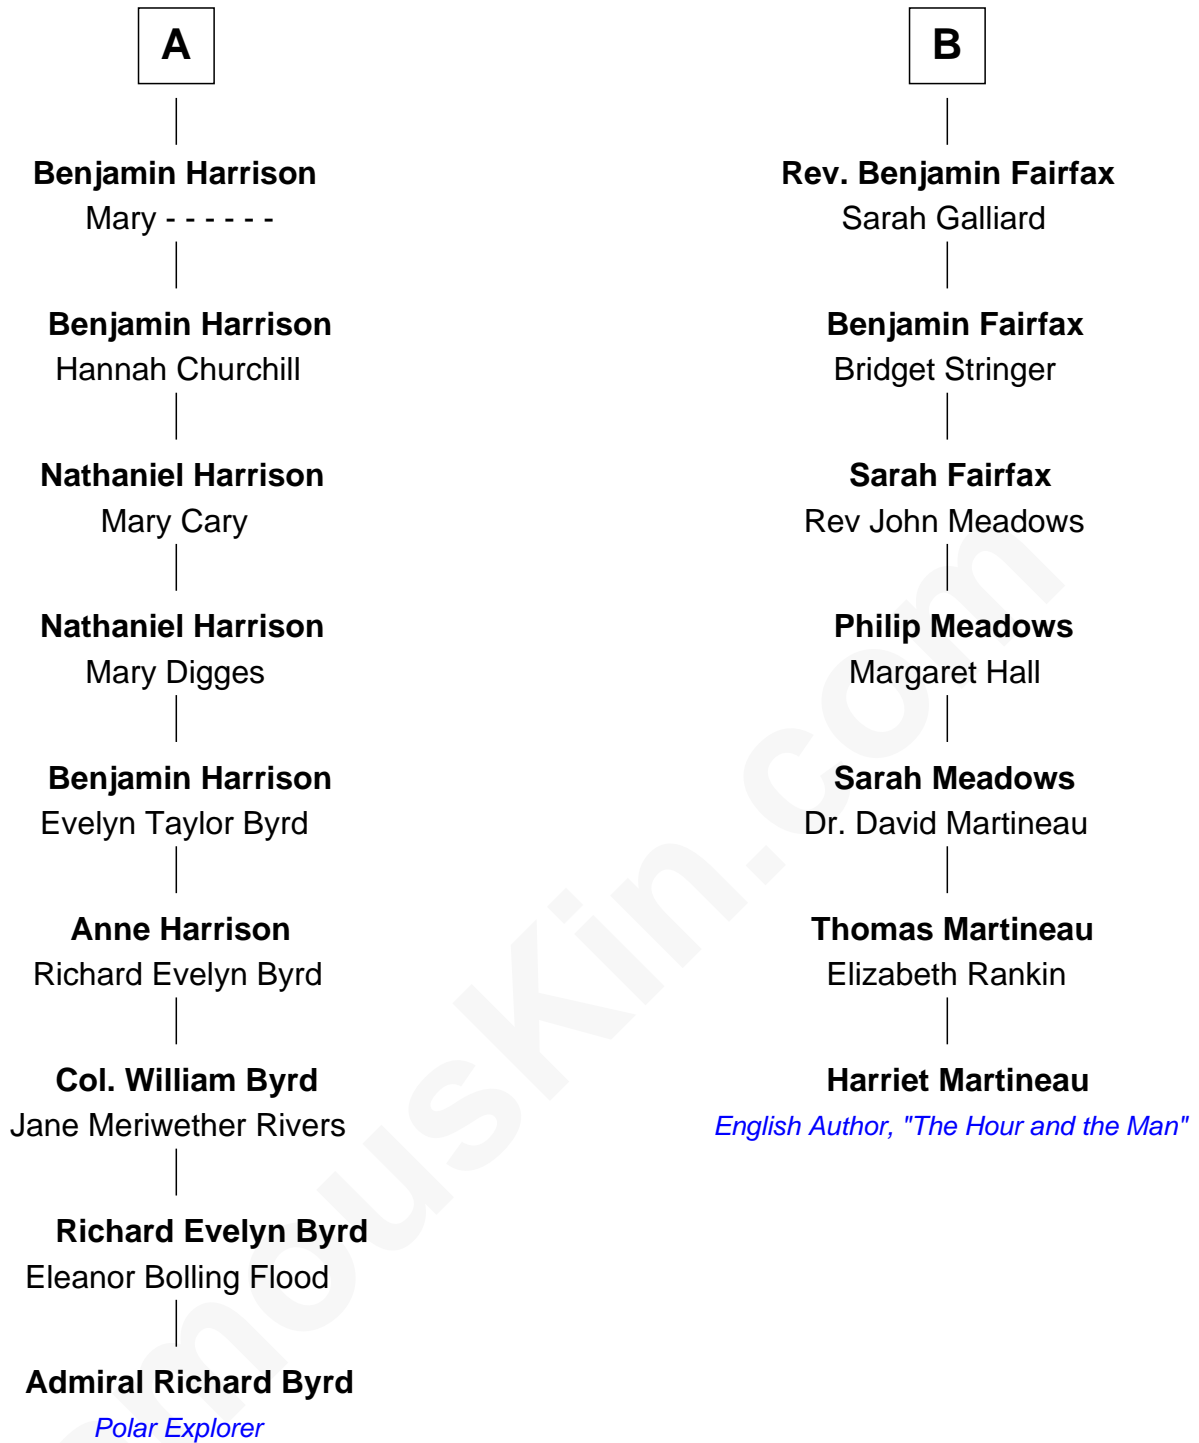 A
Benjamin Harrison
Mary - - - - - -
Benjamin Harrison
Hannah Churchill
Nathaniel Harrison
Mary Cary
Nathaniel Harrison
Mary Digges
Benjamin Harrison
Evelyn Taylor Byrd
Anne Harrison
Richard Evelyn Byrd
Col. William Byrd
Jane Meriwether Rivers
Richard Evelyn Byrd
Eleanor Bolling Flood
Admiral Richard Byrd
Polar Explorer
B
Rev. Benjamin Fairfax
Sarah Galliard
Benjamin Fairfax
Bridget Stringer
Sarah Fairfax
Rev John Meadows
Philip Meadows
Margaret Hall
Sarah Meadows
Dr. David Martineau
Thomas Martineau
Elizabeth Rankin
Harriet Martineau
English Author, "The Hour and the Man"
mousKin.com